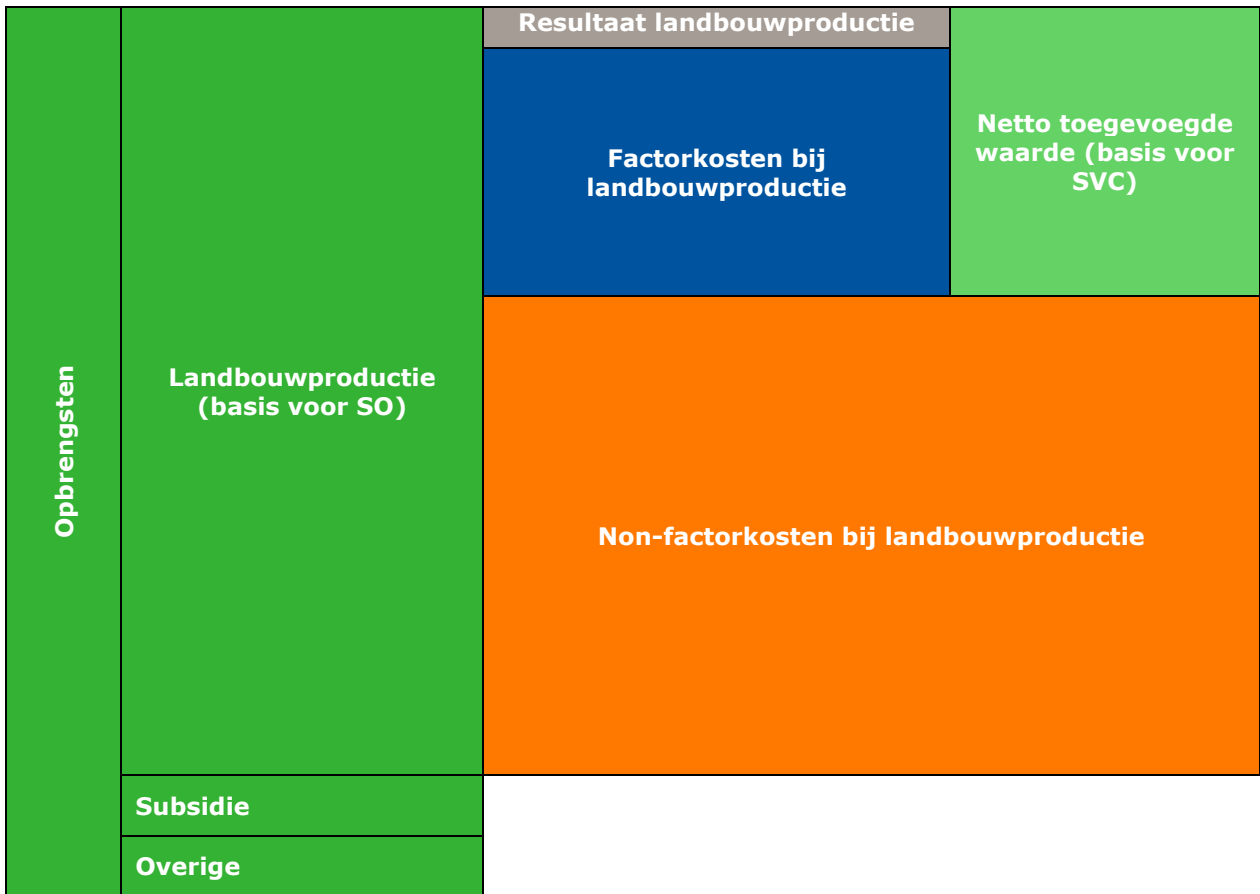 Opbrengsten
Landbouwproductie
(basis voor SO)
Resultaat landbouwproductie
Factorkosten bij
landbouwproductie
Netto toegevoegde
waarde (basis voor
SVC)
Non-factorkosten bij landbouwproductie
Subsidie
Overige